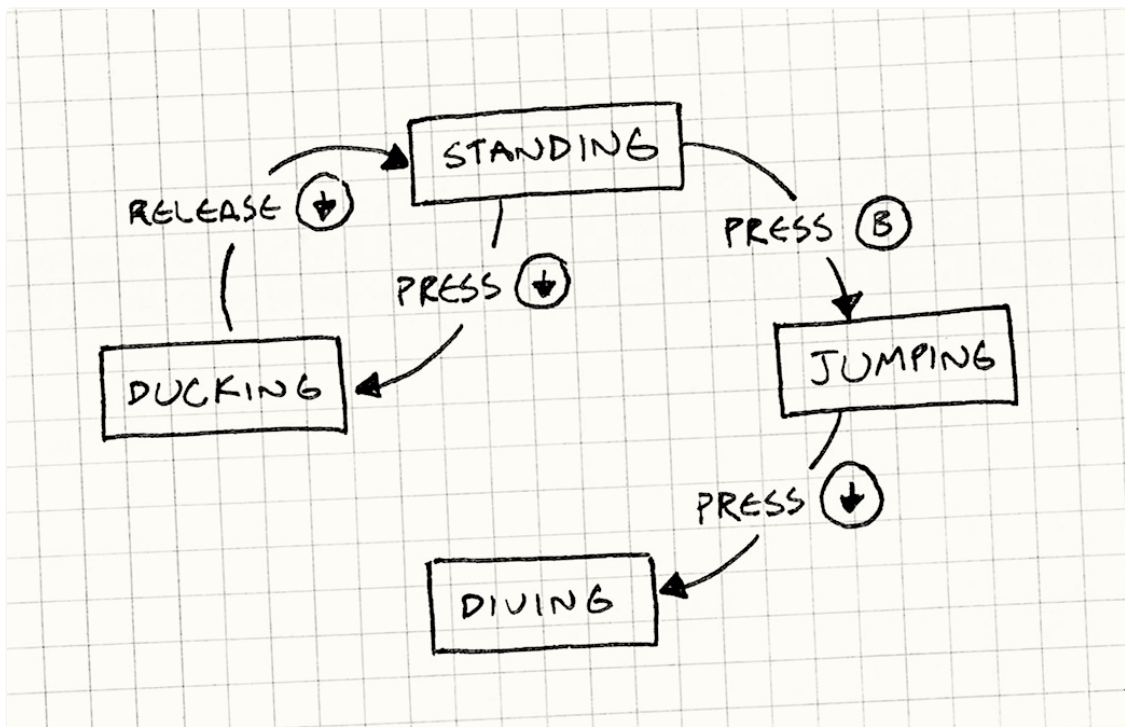 STANDING
RELEASE ↓
PRESS B
PRESS ↓
DUCKING
JUMPING
PRESS ↓
DIVING